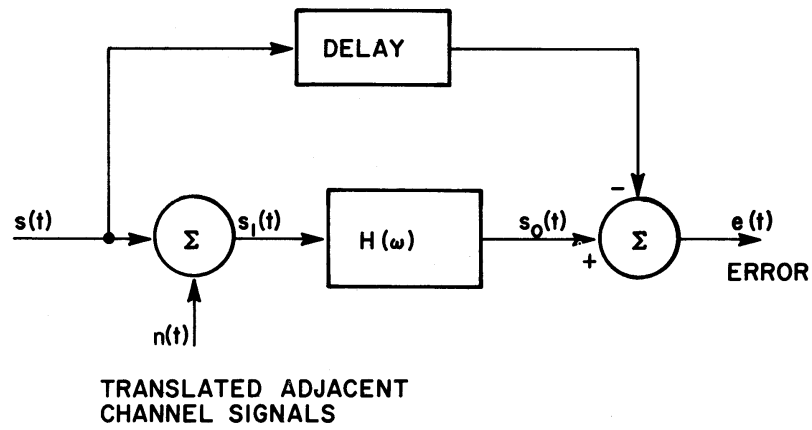 DELAY
s(t)
Σ
s₁(t)
H(ω)
s₀(t)
−
+
Σ
e(t)
ERROR
n(t)
TRANSLATED ADJACENT
CHANNEL SIGNALS